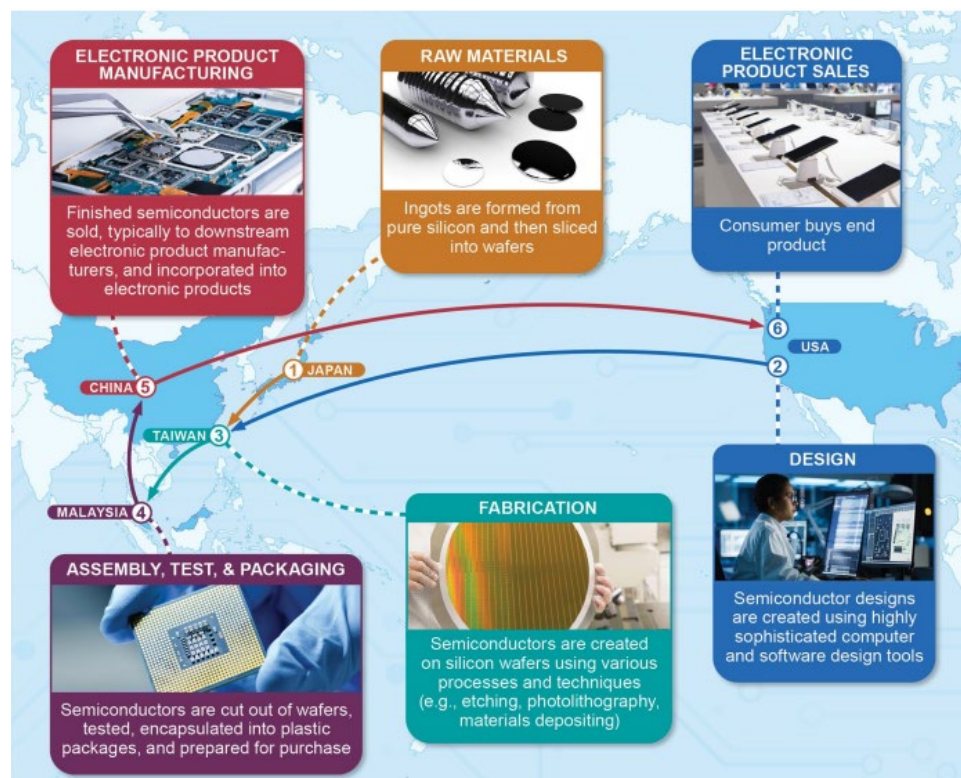 ELECTRONIC PRODUCT
MANUFACTURING
Finished semiconductors are
sold, typically to downstream
electronic product manufac-
turers, and incorporated into
electronic products
RAW MATERIALS
Ingots are formed from
pure silicon and then sliced
into wafers
ELECTRONIC
PRODUCT SALES
Consumer buys end
product
6
USA
2
1 JAPAN
CHINA 5
TAIWAN 3
MALAYSIA 4
ASSEMBLY, TEST, & PACKAGING
Semiconductors are cut out of wafers,
tested, encapsulated into plastic
packages, and prepared for purchase
FABRICATION
Semiconductors are created
on silicon wafers using various
processes and techniques
(e.g., etching, photolithography,
materials depositing)
DESIGN
Semiconductor designs
are created using highly
sophisticated computer
and software design tools